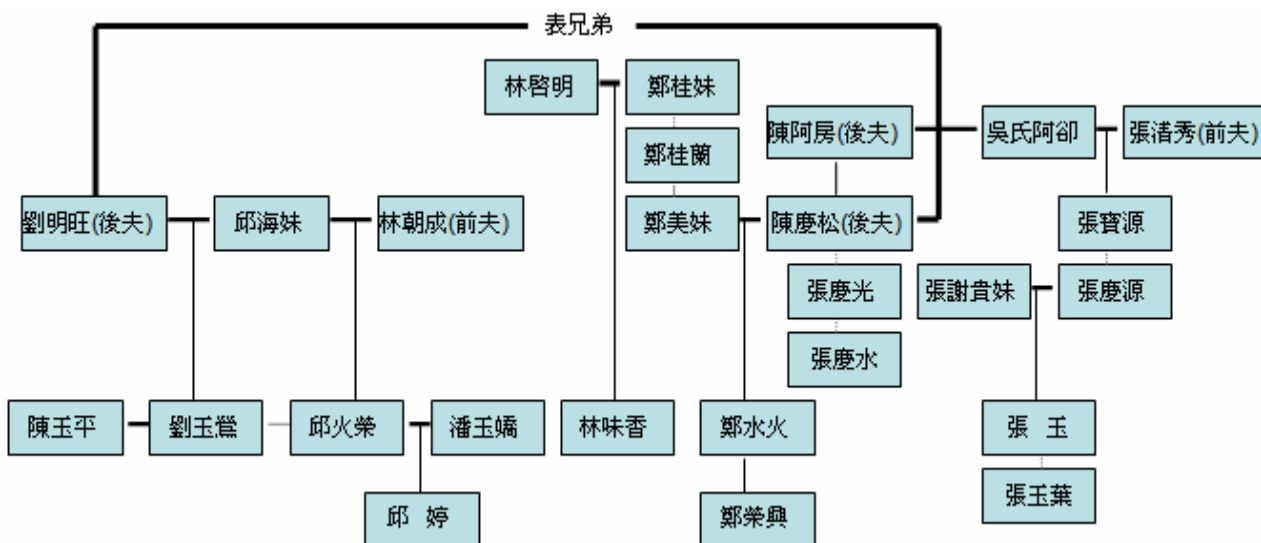 表兄弟
林啓明
鄭桂妹
陳阿房(後夫)
吳氏阿卻
張濸秀(前夫)
鄭桂蘭
劉明旺(後夫)
邱海妹
林朝成(前夫)
鄭美妹
陳慶松(後夫)
張寶源
張慶光
張謝貴妹
張慶源
張慶水
陳玉平
劉玉鶯
邱火榮
潘玉嬌
林味香
鄭水火
張 玉
張玉葉
邱 婷
鄭榮興